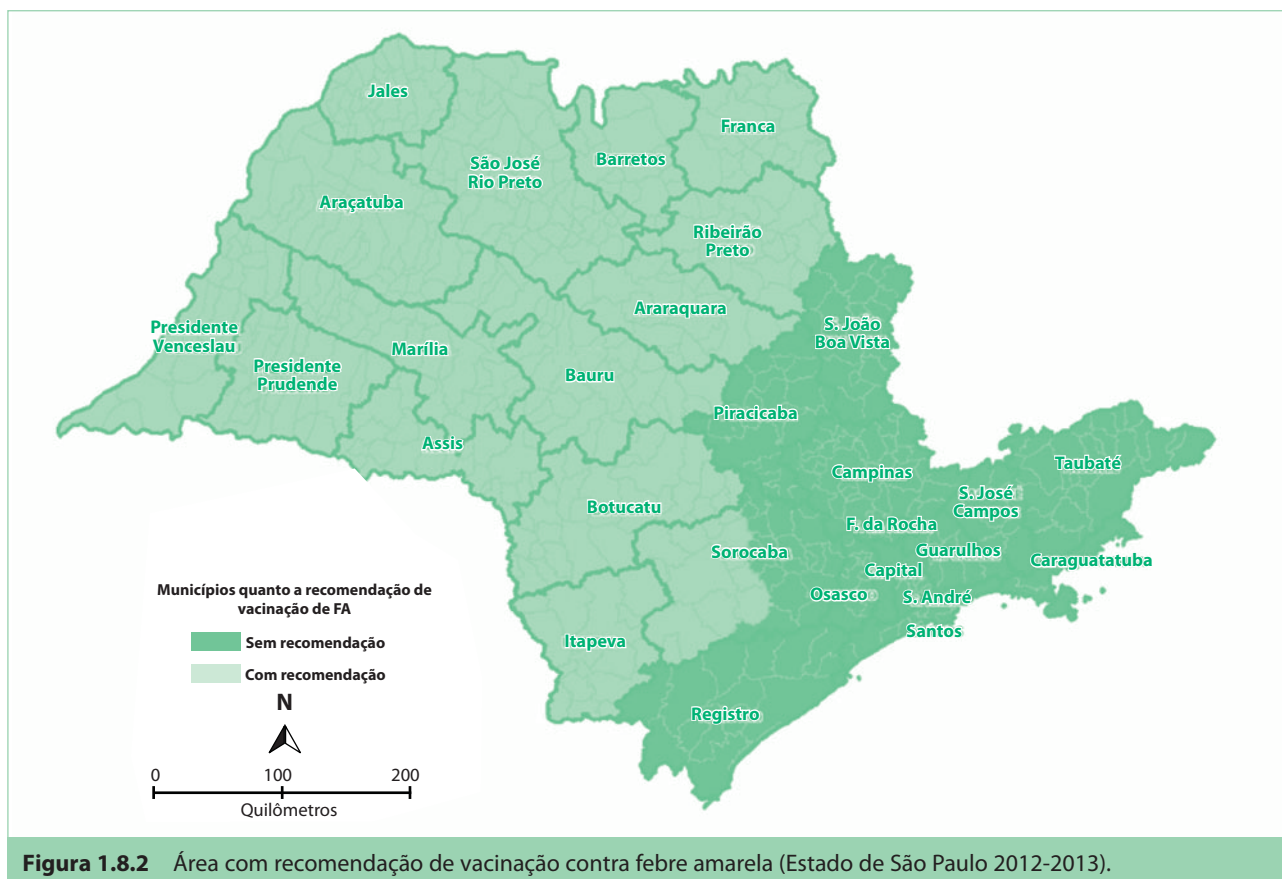 Jales
Franca
São José
Rio Preto
Barretos
Araçatuba
Ribeirão
Preto
Araraquara
S. João
Boa Vista
Presidente
Venceslau
Marília
Presidente
Prudende
Bauru
Piracicaba
Assis
Taubaté
Campinas
S. José
Campos
Botucatu
F. da Rocha
Sorocaba
Guarulhos
Caraguatatuba
Capital
Osasco
S. André
Santos
Itapeva
Registro
Municípios quanto a recomendação de
vacinação de FA
Sem recomendação
Com recomendação
N
0 100 200
Quilômetros
Figura 1.8.2 Área com recomendação de vacinação contra febre amarela (Estado de São Paulo 2012-2013).